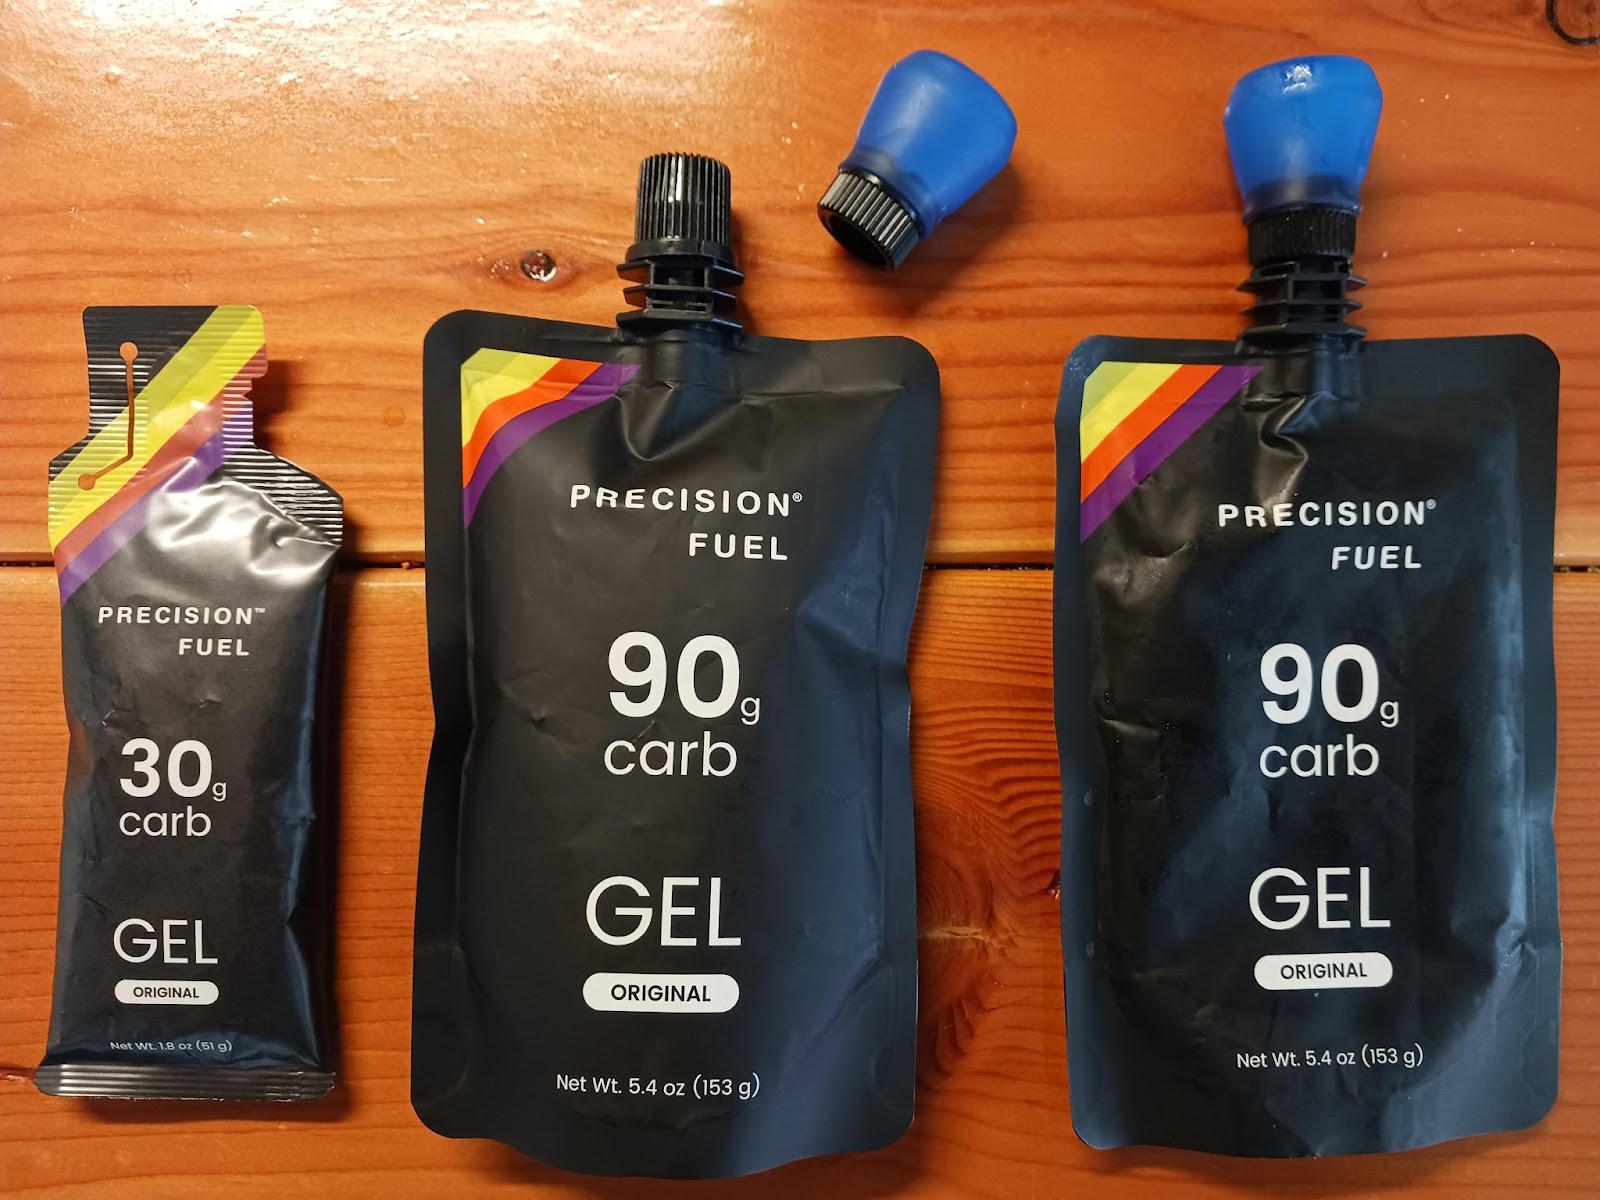 PRECISION™
FUEL
30g
carb
GEL
ORIGINAL
Net Wt. 1.8 oz (51 g)
PRECISION®
FUEL
90g
carb
GEL
ORIGINAL
Net Wt. 5.4 oz (153 g)
PRECISION®
FUEL
90g
carb
GEL
ORIGINAL
Net Wt. 5.4 oz (153 g)